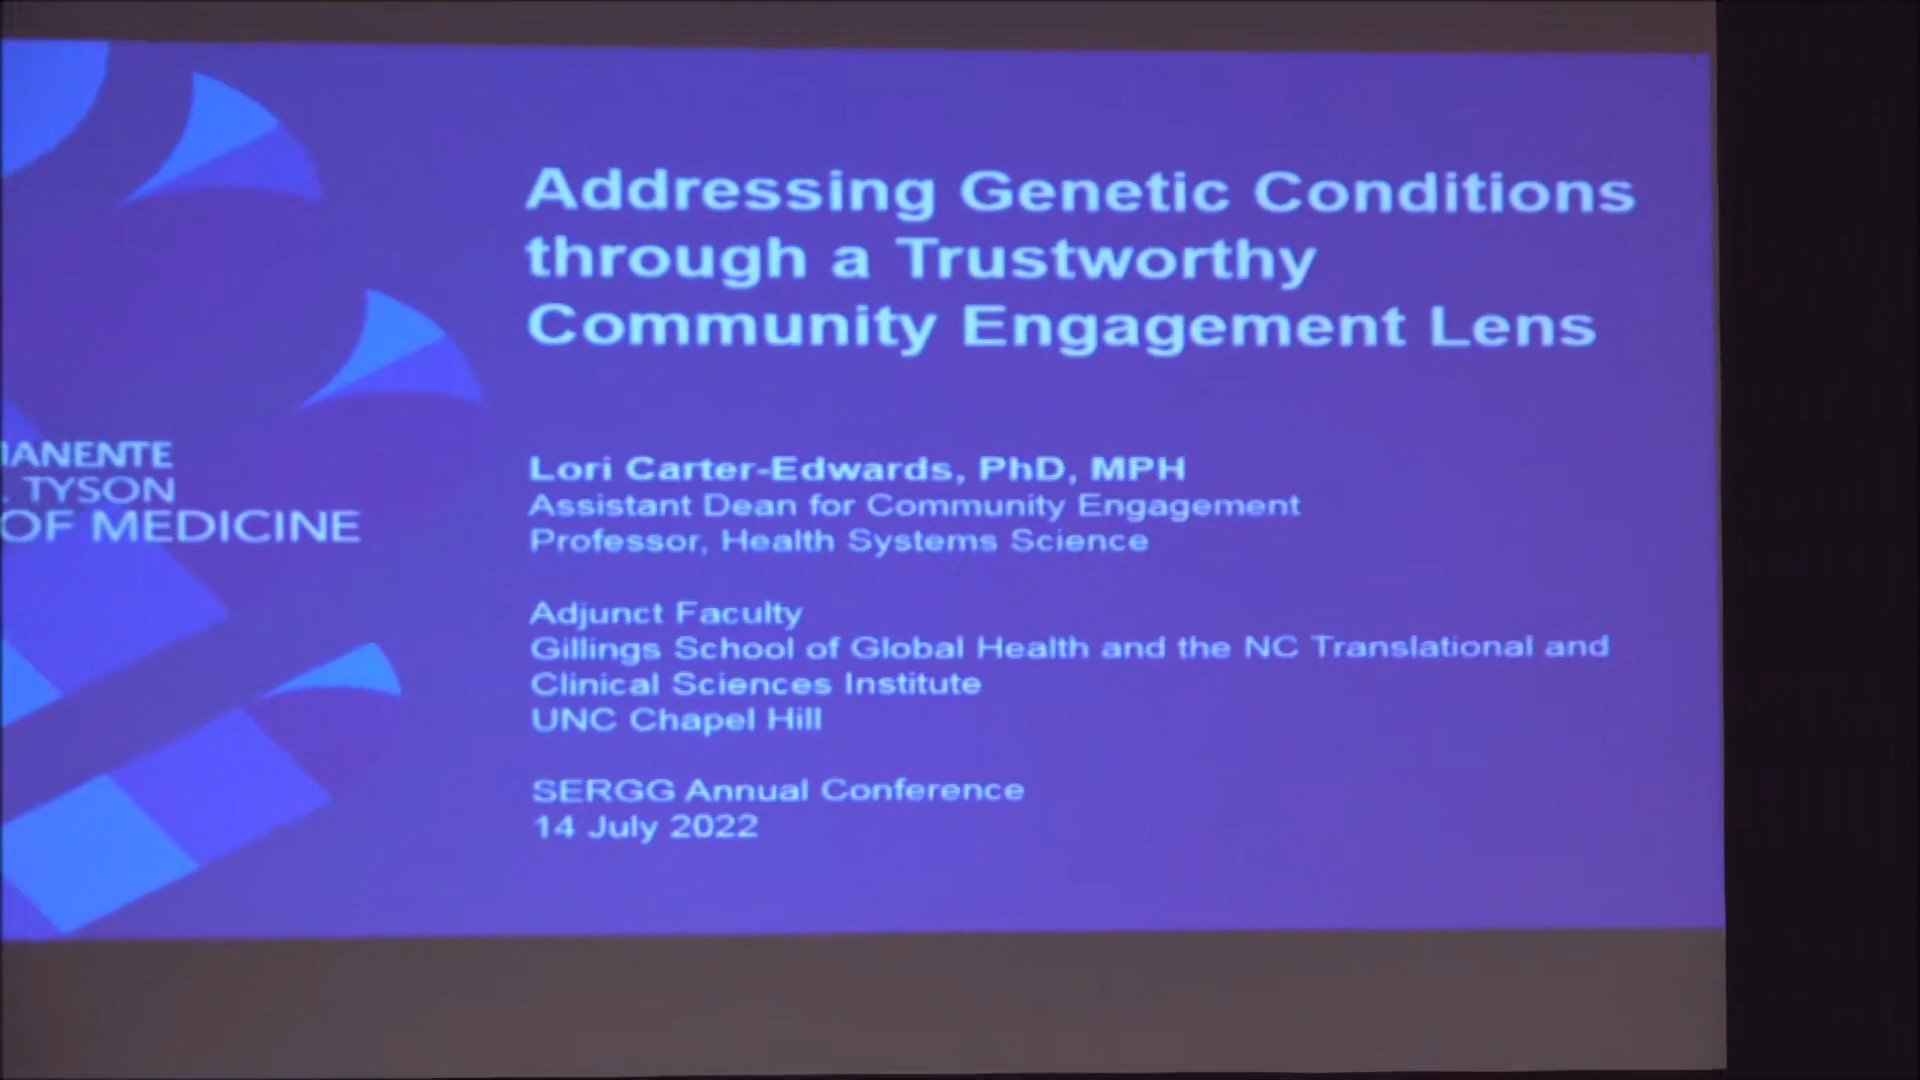 Addressing Genetic Conditions
through a Trustworthy
Community Engagement Lens
Lori Carter-Edwards, PhD, MPH
Assistant Dean for Community Engagement
Professor, Health Systems Science
Adjunct Faculty
Gillings School of Global Health and the NC Translational and
Clinical Sciences Institute
UNC Chapel Hill
SERGG Annual Conference
14 July 2022
TYSON
OF MEDICINE